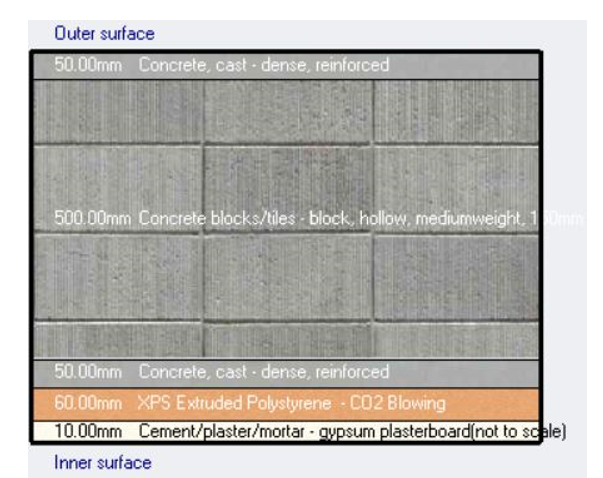 Outer surface
50.00mm Concrete, cast - dense, reinforced
500.00mm Concrete blocks/tiles - block, hollow, mediumweight, 150mm
50.00mm Concrete, cast - dense, reinforced
60.00mm XPS Extruded Polystyrene - CO2 Blowing
10.00mm Cement/plaster/mortar - gypsum plasterboard(not to scale)
Inner surface